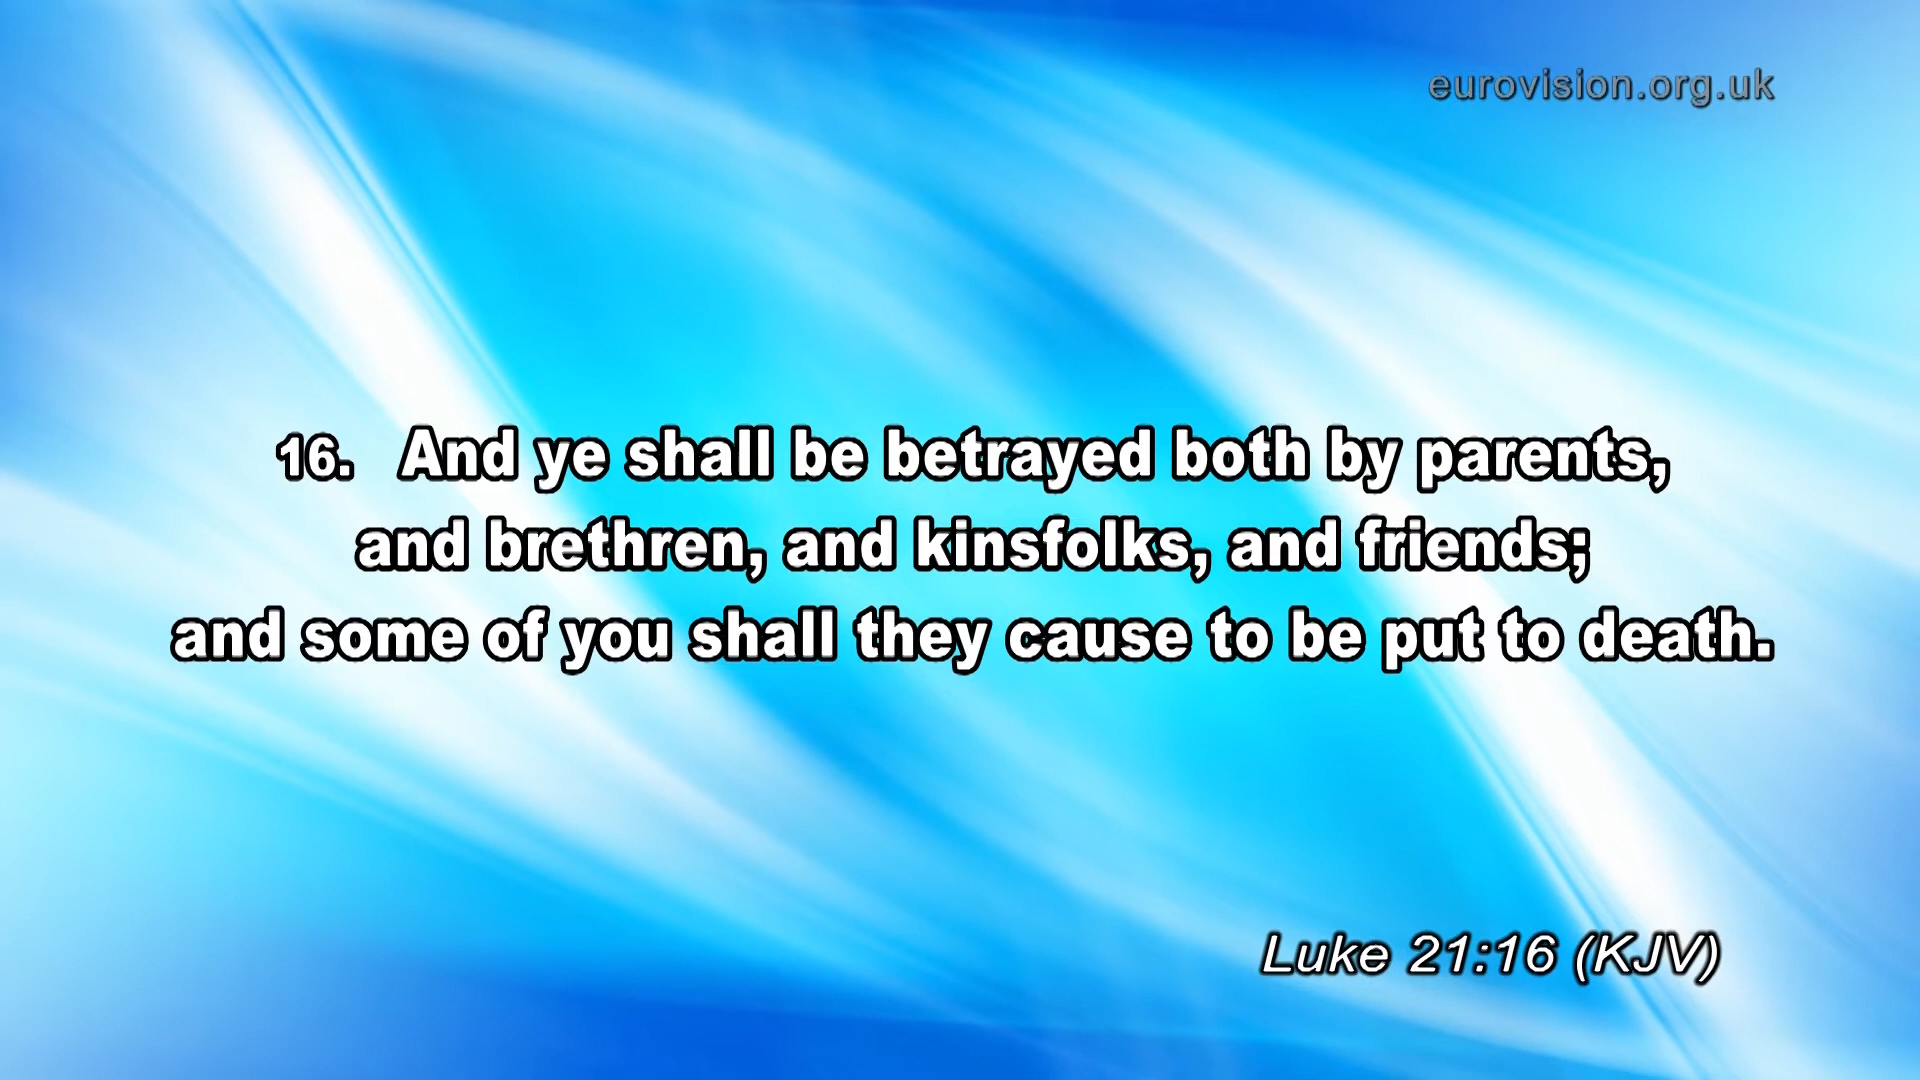 eurovision.org.uk
16. And ye shall be betrayed both by parents,
and brethren, and kinsfolks, and friends;
and some of you shall they cause to be put to death.
Luke 21:16 (KJV)